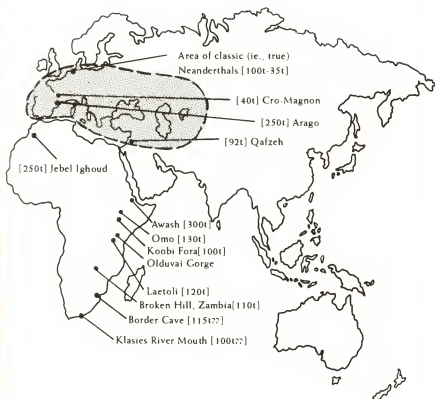 Area of classic (ie., true)
Neanderthals [100t-35t]
[40t] Cro-Magnon
[250t] Arago
[92t] Qafzeh
[250t] Jebel Ighoud
Awash [300t]
Omo [130t]
Koobi Fora[100t]
Olduvai Gorge
Laetoli [120t]
Broken Hill, Zambia[110t]
Border Cave [115t??]
Klasies River Mouth [100t??]